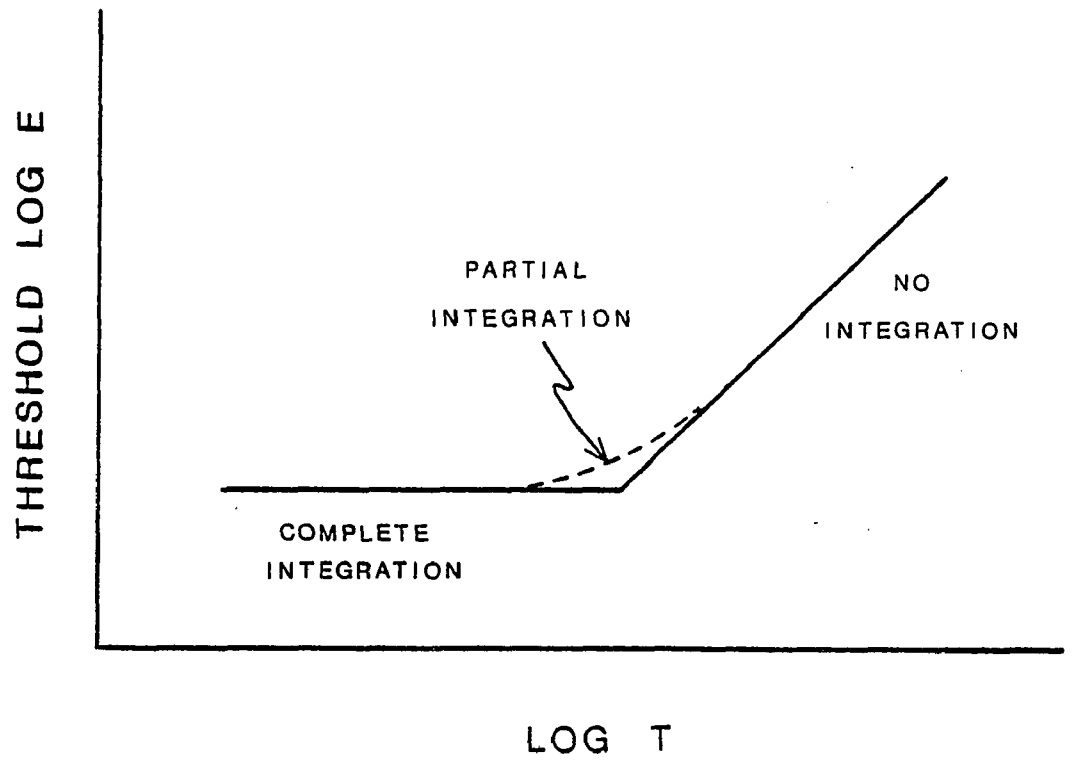 THRESHOLD LOG E
PARTIAL
INTEGRATION
NO
INTEGRATION
COMPLETE
INTEGRATION
LOG T